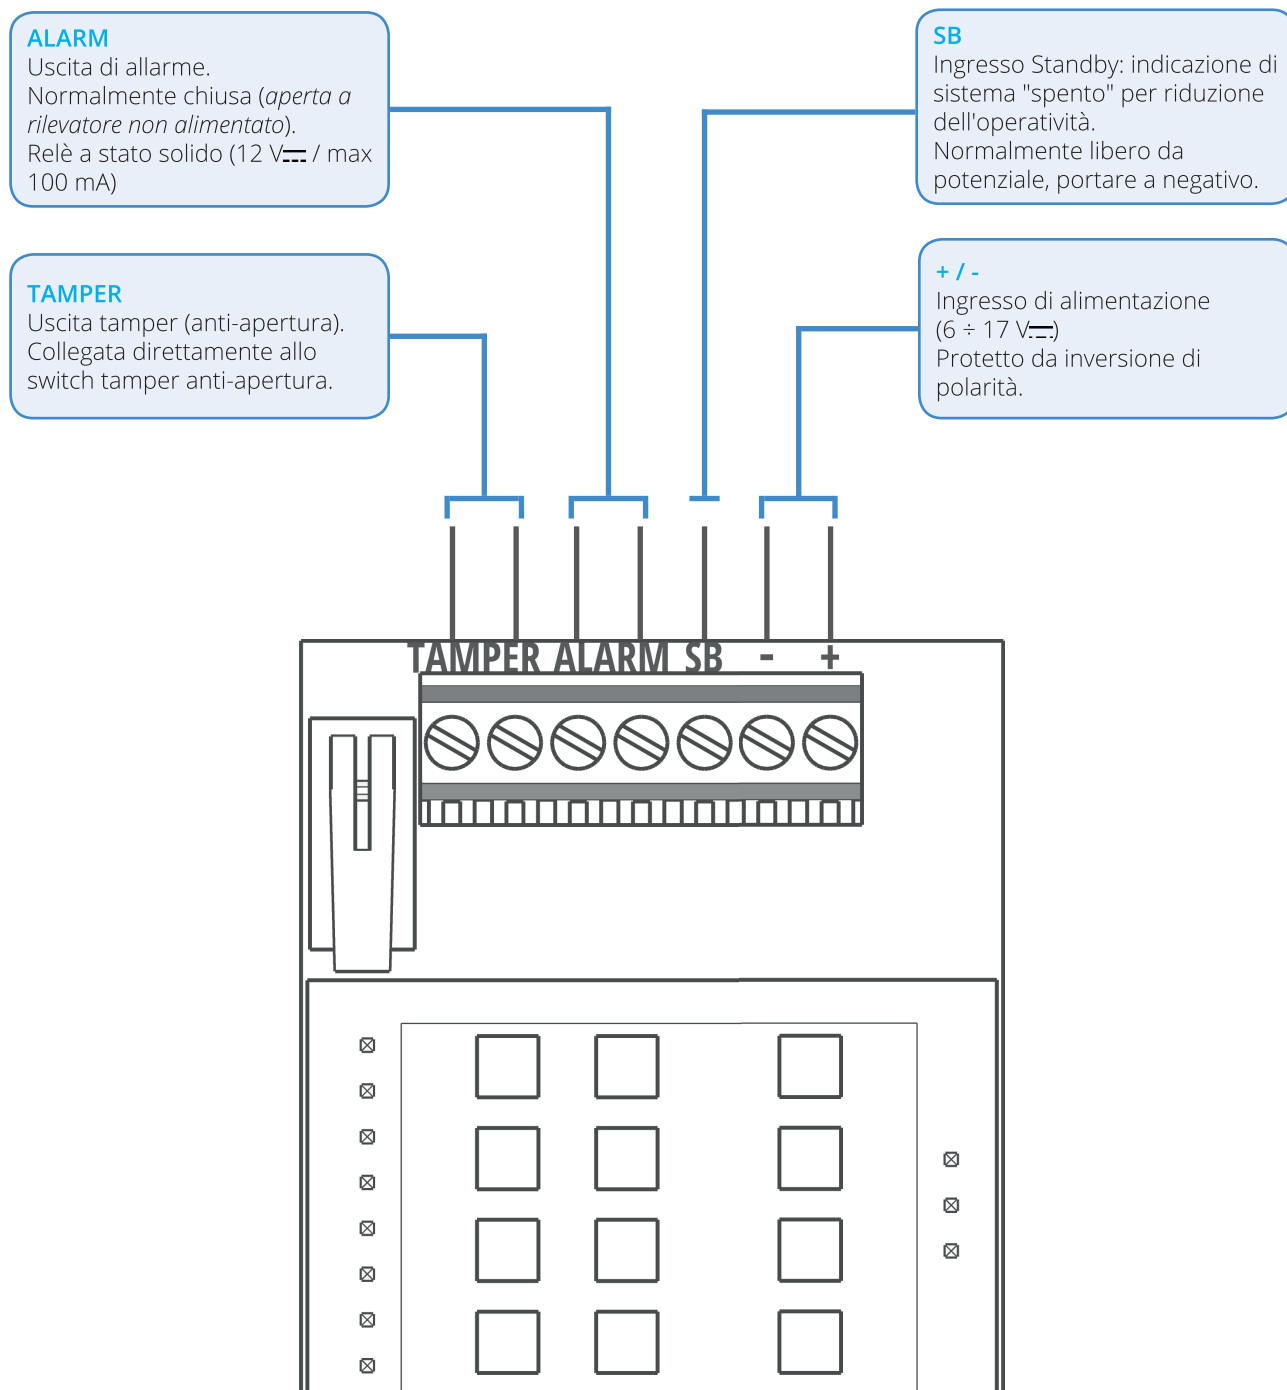 ALARM
Uscita di allarme.
Normalmente chiusa (aperta a
rilevatore non alimentato).
Relè a stato solido (12 V⎓ / max
100 mA)
SB
Ingresso Standby: indicazione di
sistema "spento" per riduzione
dell'operatività.
Normalmente libero da
potenziale, portare a negativo.
TAMPER
Uscita tamper (anti-apertura).
Collegata direttamente allo
switch tamper anti-apertura.
+ / -
Ingresso di alimentazione
(6 ÷ 17 V⎓)
Protetto da inversione di
polarità.
TAMPER ALARM SB - +